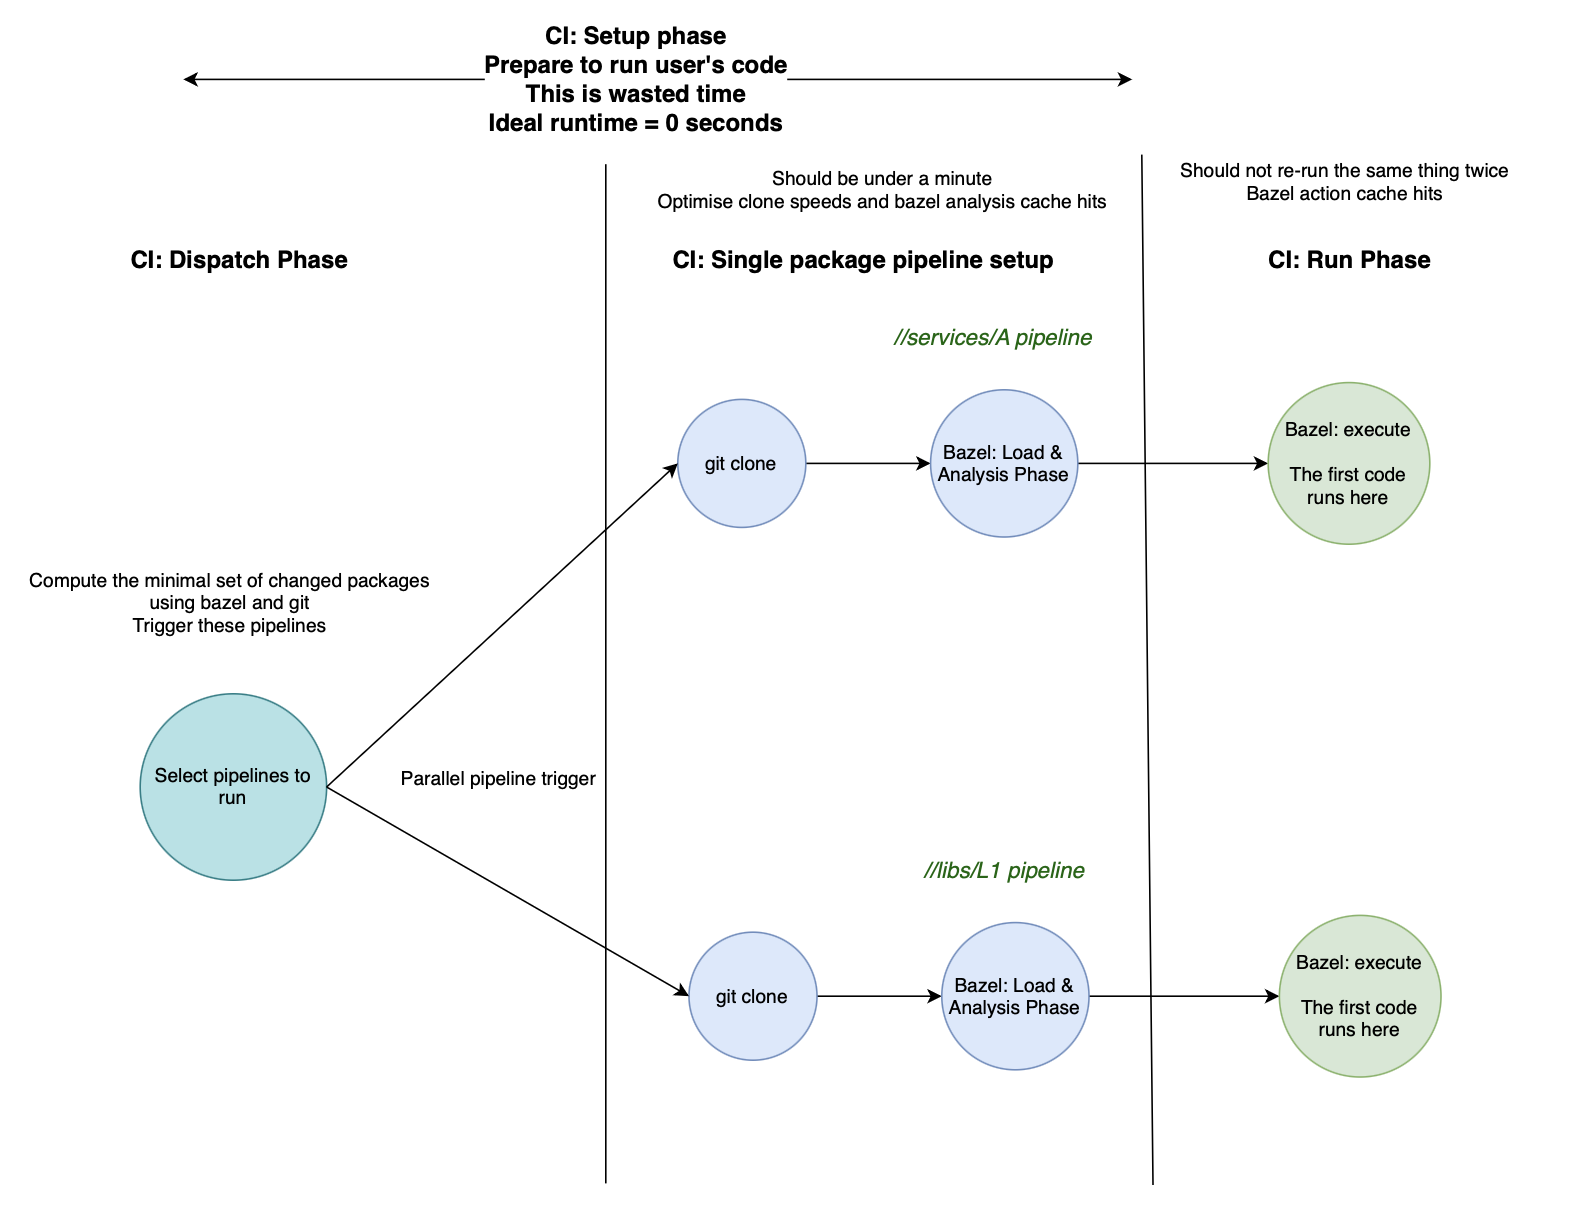 CI: Setup phase
Prepare to run user's code
This is wasted time
Ideal runtime = 0 seconds
Should be under a minute
Optimise clone speeds and bazel analysis cache hits
Should not re-run the same thing twice
Bazel action cache hits
CI: Dispatch Phase
CI: Single package pipeline setup
CI: Run Phase
//services/A pipeline
git clone
Bazel: Load &
Analysis Phase
Bazel: execute
The first code
runs here
Compute the minimal set of changed packages
using bazel and git
Trigger these pipelines
Select pipelines to
run
Parallel pipeline trigger
//libs/L1 pipeline
git clone
Bazel: Load &
Analysis Phase
Bazel: execute
The first code
runs here